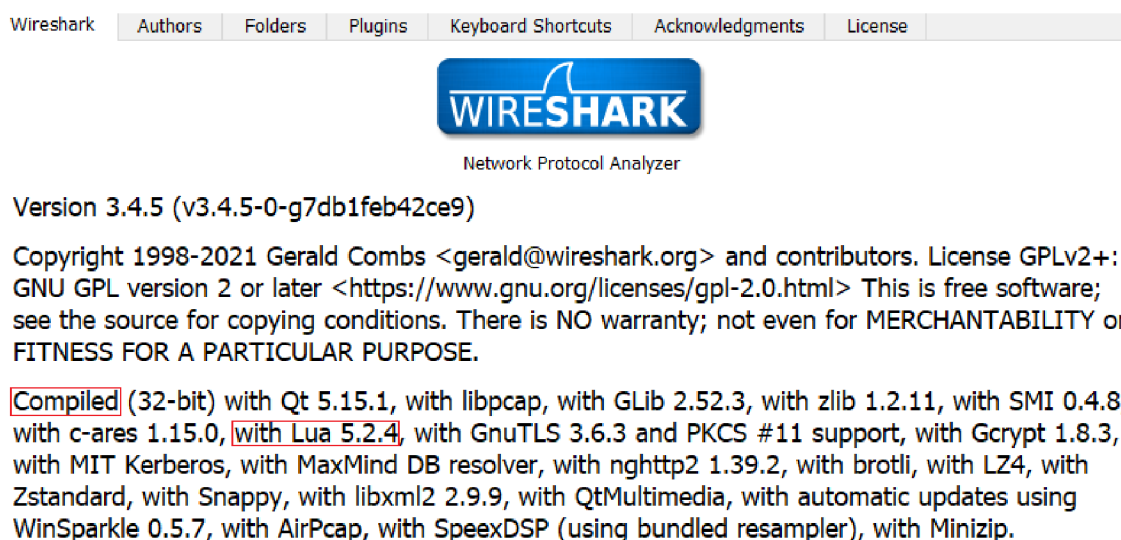 Wireshark Authors Folders Plugins Keyboard Shortcuts Acknowledgments License
WIRESHARK
Network Protocol Analyzer
Version 3.4.5 (v3.4.5-0-g7db1feb42ce9)
Copyright 1998-2021 Gerald Combs <gerald@wireshark.org> and contributors. License GPLv2+:
GNU GPL version 2 or later <https://www.gnu.org/licenses/gpl-2.0.html> This is free software;
see the source for copying conditions. There is NO warranty; not even for MERCHANTABILITY or
FITNESS FOR A PARTICULAR PURPOSE.
Compiled (32-bit) with Qt 5.15.1, with libpcap, with GLib 2.52.3, with zlib 1.2.11, with SMI 0.4.8
with c-ares 1.15.0, with Lua 5.2.4, with GnuTLS 3.6.3 and PKCS #11 support, with Gcrypt 1.8.3,
with MIT Kerberos, with MaxMind DB resolver, with nghttp2 1.39.2, with brotli, with LZ4, with
Zstandard, with Snappy, with libxml2 2.9.9, with QtMultimedia, with automatic updates using
WinSparkle 0.5.7, with AirPcap, with SpeexDSP (using bundled resampler), with Minizip.